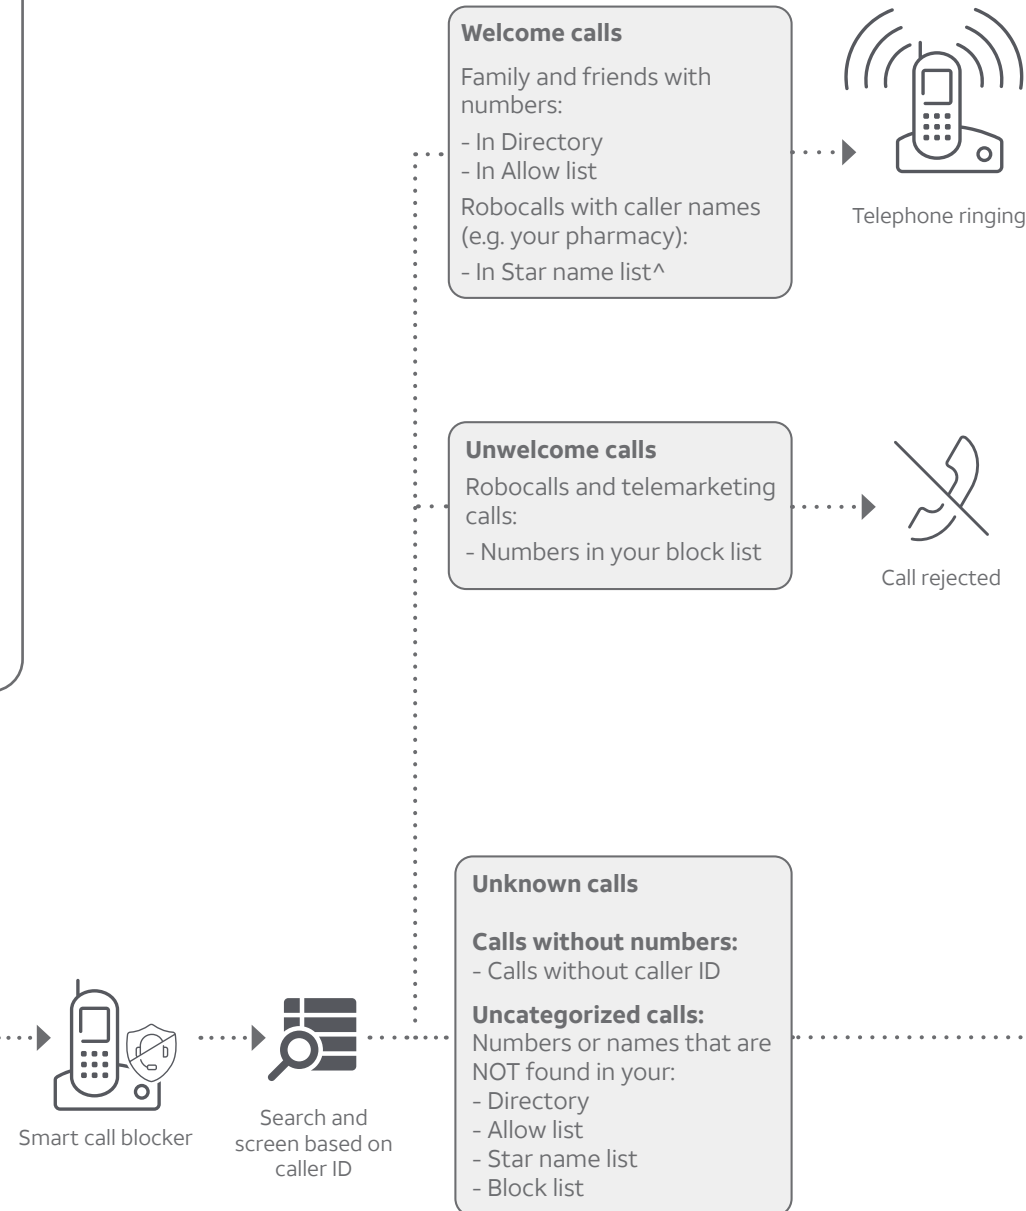 Welcome calls
Family and friends with
numbers:
- In Directory
- In Allow list
Robocalls with caller names
(e.g. your pharmacy):
- In Star name list^
Telephone ringing
Unwelcome calls
Robocalls and telemarketing
calls:
- Numbers in your block list
Call rejected
Smart call blocker
Search and
screen based on
caller ID
Unknown calls
Calls without numbers:
- Calls without caller ID
Uncategorized calls:
Numbers or names that are
NOT found in your:
- Directory
- Allow list
- Star name list
- Block list